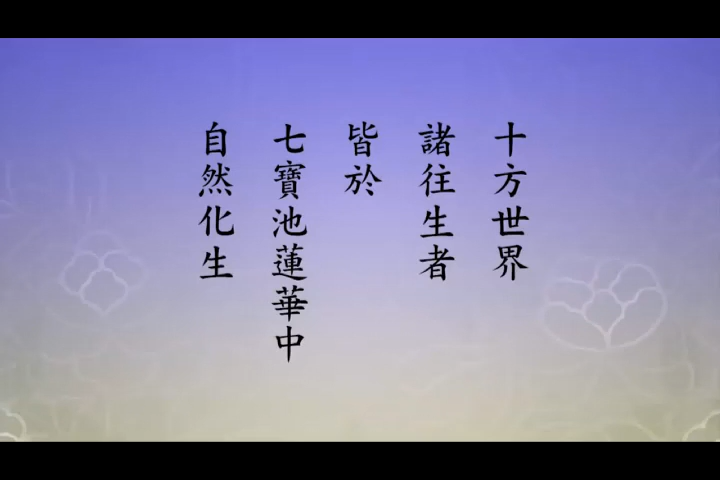 十方世界
諸往生者
皆於
七寶池蓮華中
自然化生